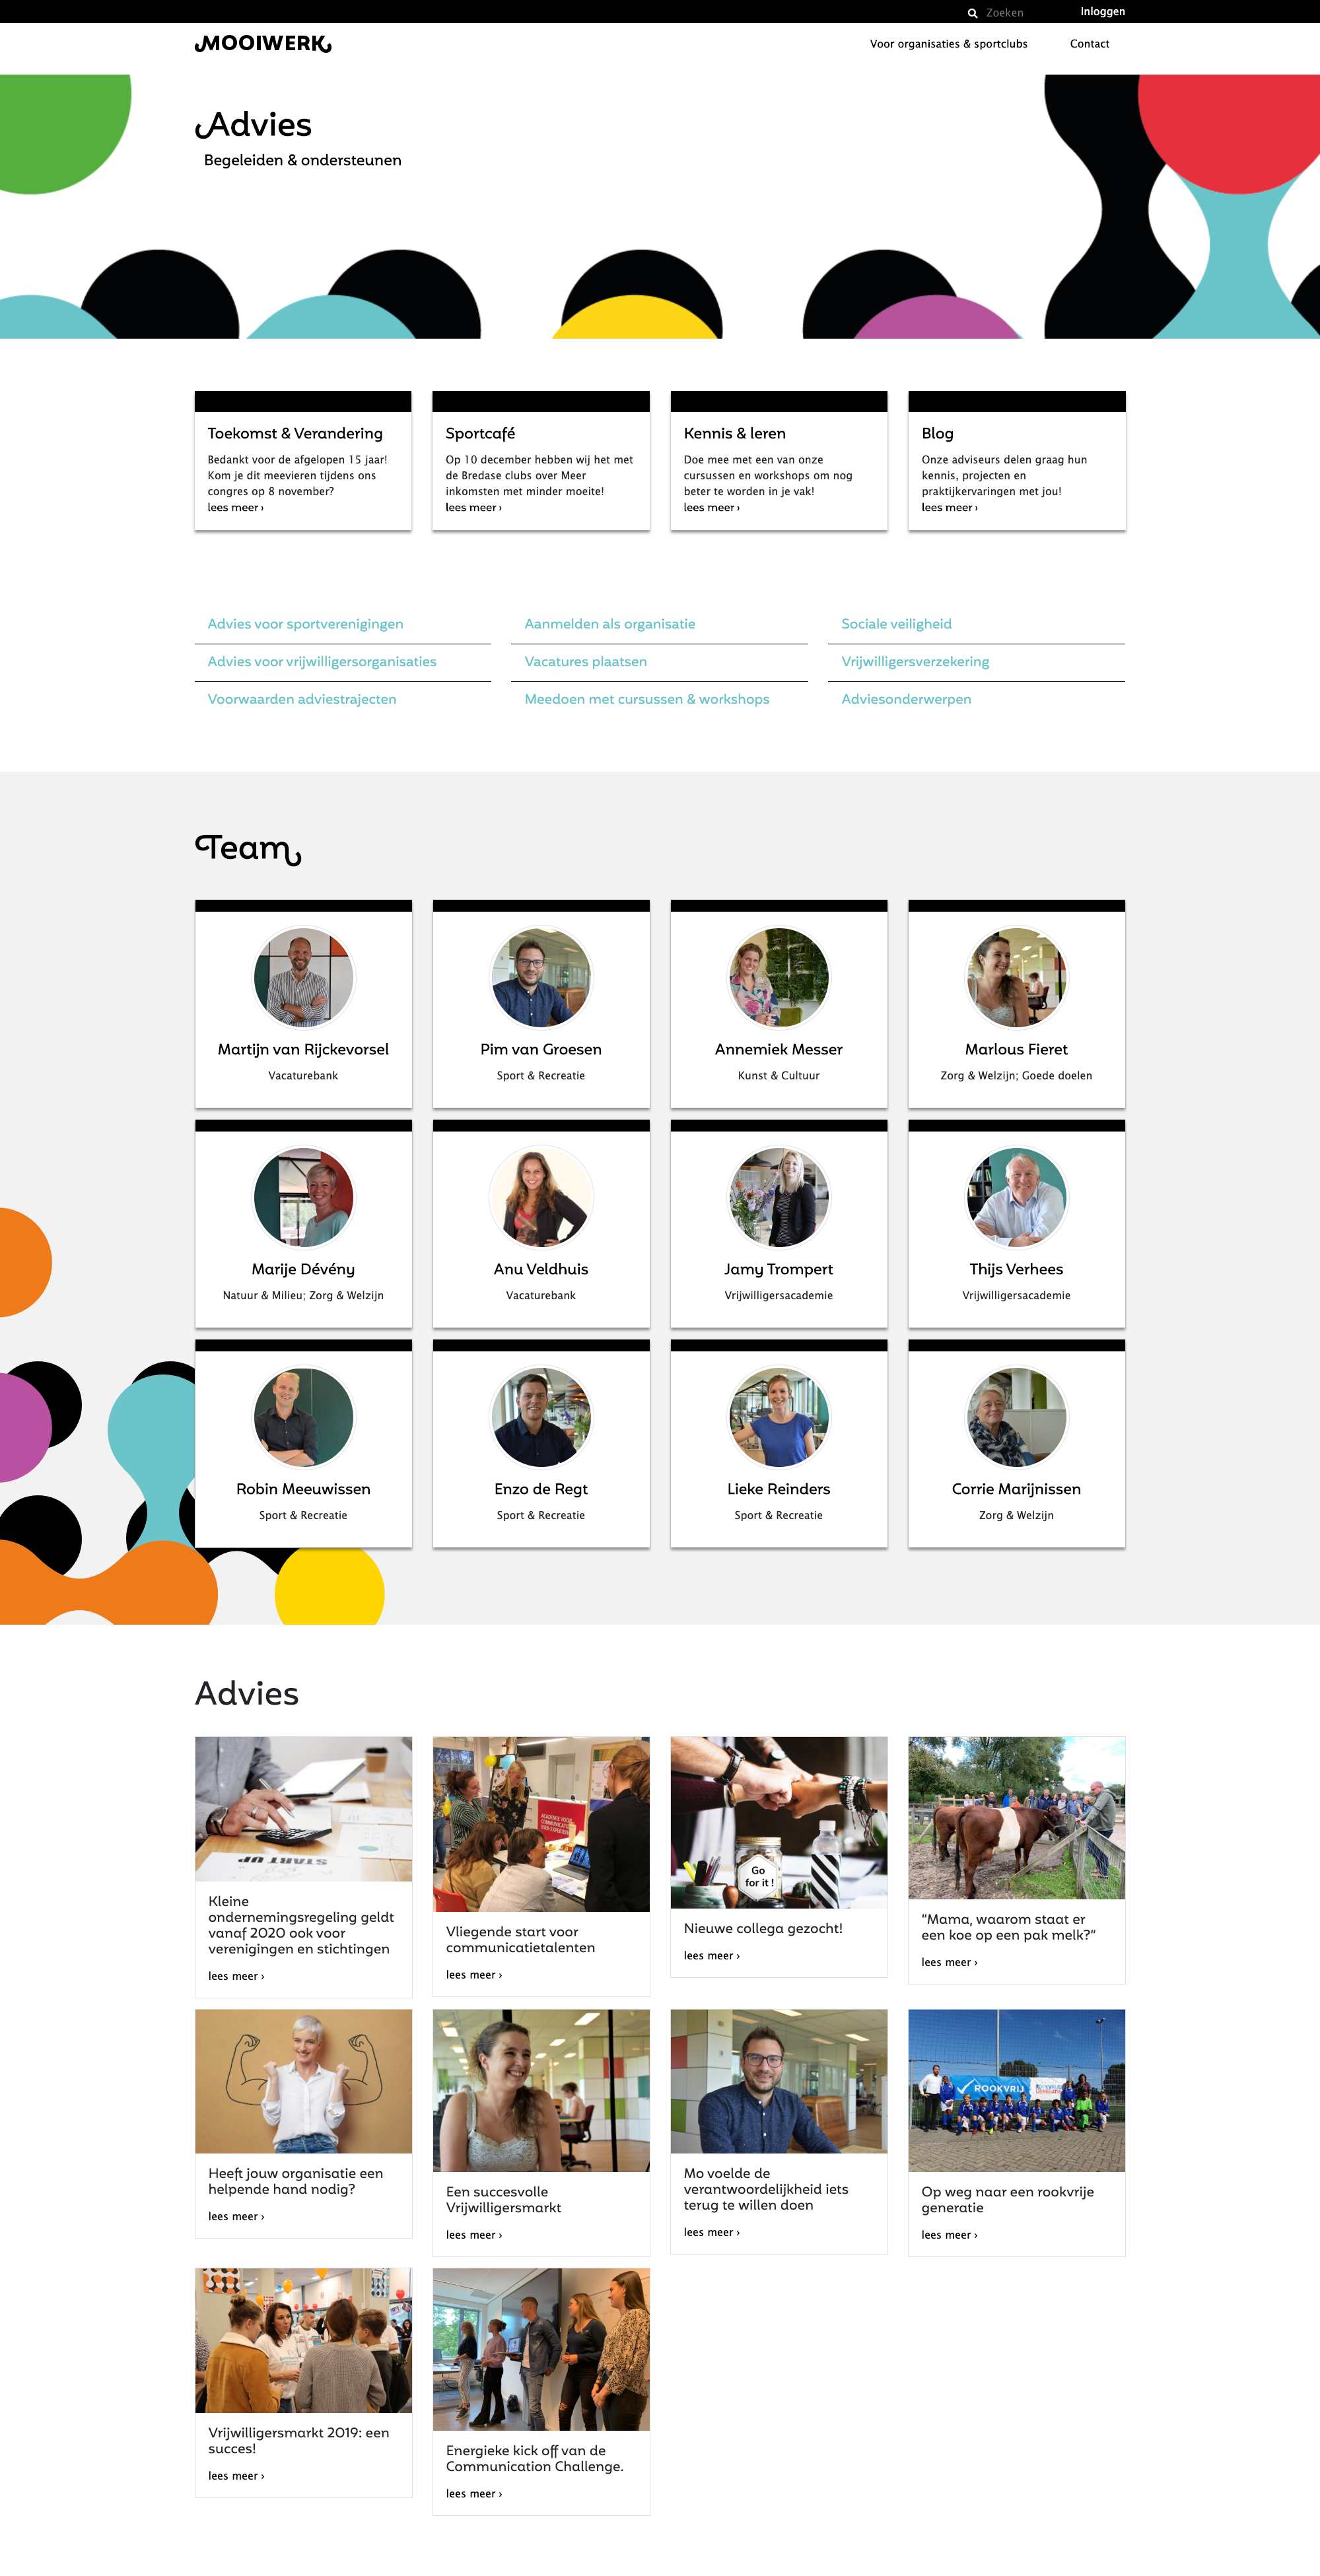 Zoeken
Inloggen
MOOIWERK
Voor organisaties & sportclubs
Contact
Advies
Begeleiden & ondersteunen
Toekomst & Verandering
Bedankt voor de afgelopen 15 jaar!
Kom je dit meevieren tijdens ons
congres op 8 november?
lees meer ›
Sportcafé
Op 10 december hebben wij het met
de Bredase clubs over Meer
inkomsten met minder moeite!
lees meer ›
Kennis & leren
Doe mee met een van onze
cursussen en workshops om nog
beter te worden in je vak!
lees meer ›
Blog
Onze adviseurs delen graag hun
kennis, projecten en
praktijkervaringen met jou!
lees meer ›
Advies voor sportverenigingen
Advies voor vrijwilligersorganisaties
Voorwaarden adviestrajecten
Aanmelden als organisatie
Vacatures plaatsen
Meedoen met cursussen & workshops
Sociale veiligheid
Vrijwilligersverzekering
Adviesonderwerpen
Team
Martijn van Rijckevorsel
Vacaturebank
Pim van Groesen
Sport & Recreatie
Annemiek Messer
Kunst & Cultuur
Marlous Fieret
Zorg & Welzijn; Goede doelen
Marije Dévény
Natuur & Milieu; Zorg & Welzijn
Anu Veldhuis
Vacaturebank
Jamy Trompert
Vrijwilligersacademie
Thijs Verhees
Vrijwilligersacademie
Robin Meeuwissen
Sport & Recreatie
Enzo de Regt
Sport & Recreatie
Lieke Reinders
Sport & Recreatie
Corrie Marijnissen
Zorg & Welzijn
Advies
START UP
Kleine
ondernemingsregeling geldt
vanaf 2020 ook voor
verenigingen en stichtingen
lees meer ›
ACADEMIE VOOR
Vliegende start voor
communicatietalenten
lees meer ›
Go
for it !
Nieuwe collega gezocht!
lees meer ›
“Mama, waarom staat er
een koe op een pak melk?”
lees meer ›
Heeft jouw organisatie een
helpende hand nodig?
lees meer ›
Een succesvolle
Vrijwilligersmarkt
lees meer ›
Mo voelde de
verantwoordelijkheid iets
terug te willen doen
lees meer ›
ROOKVRIJ
Op weg naar een rookvrije
generatie
lees meer ›
Vrijwilligersmarkt 2019: een
succes!
lees meer ›
Energieke kick off van de
Communication Challenge.
lees meer ›